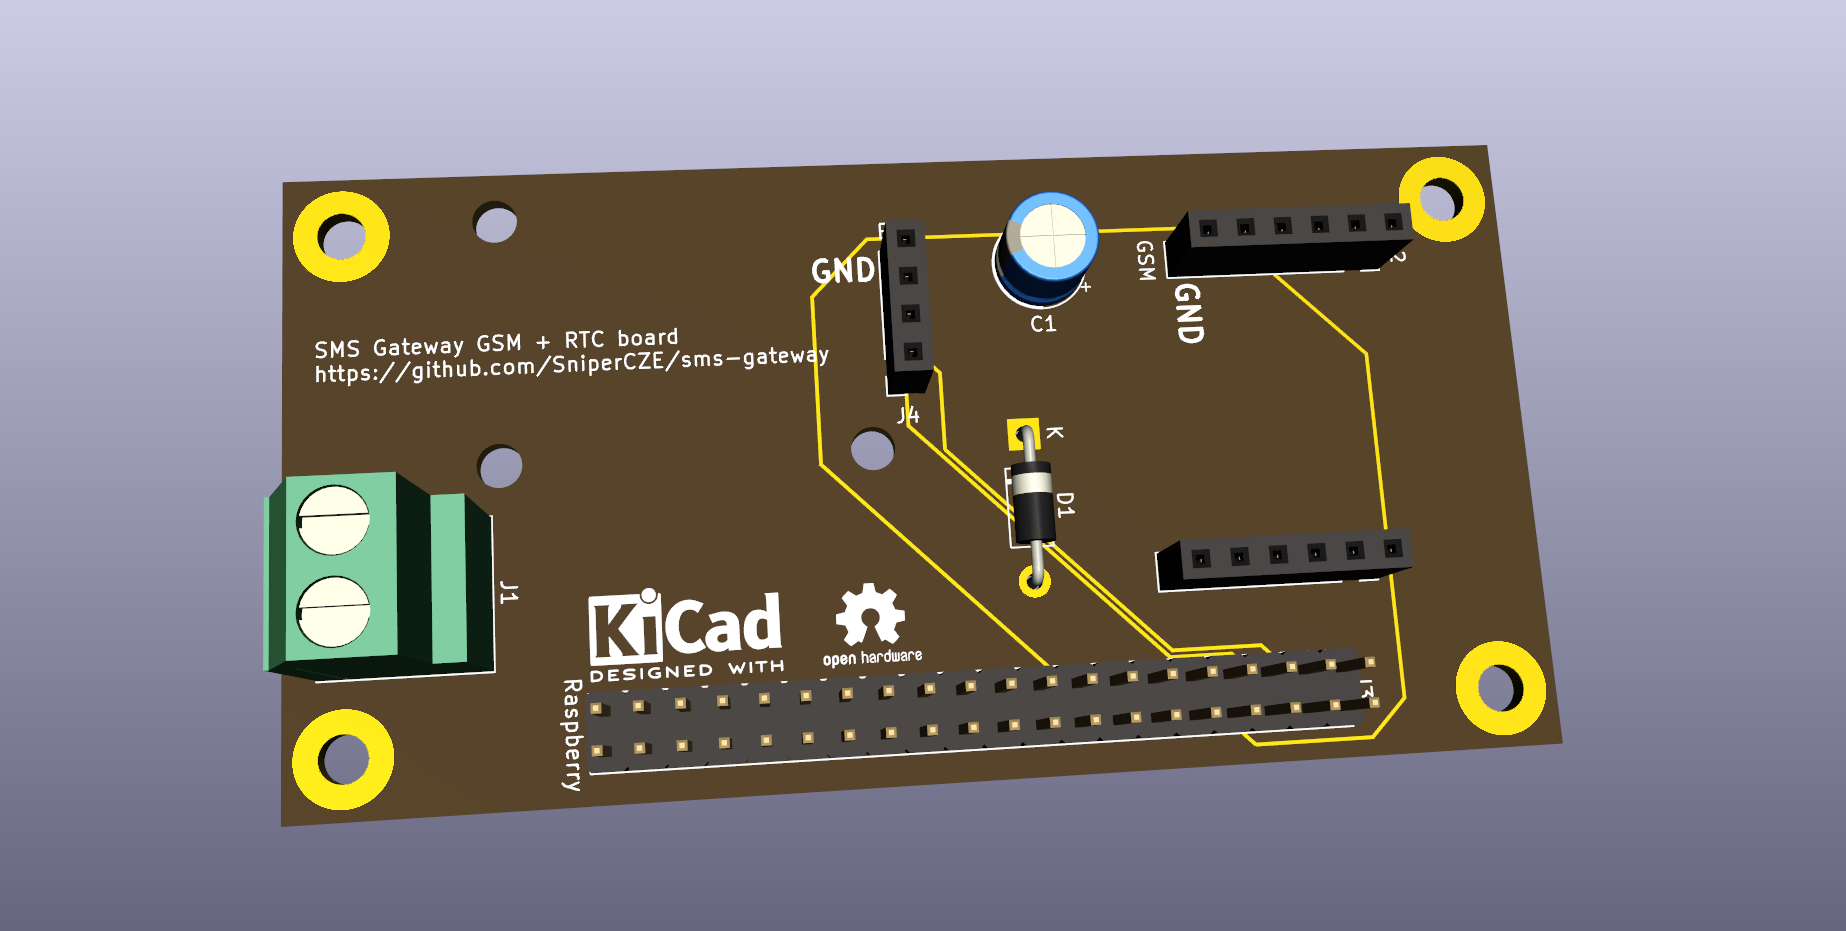 GND
GSM
GND
+
C1
SMS Gateway GSM + RTC board
https://github.com/SniperCZE/sms-gateway
J4
K
D1
J1
KiCad
DESIGNED WITH
open hardware
Raspberry